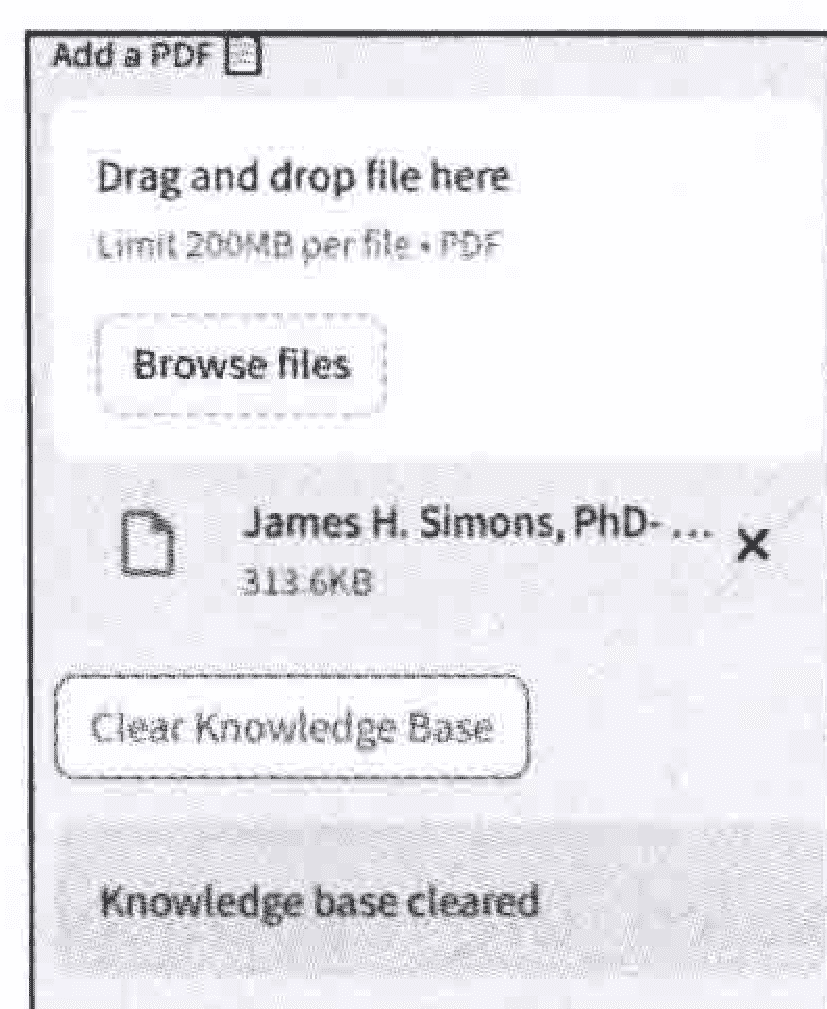 Add a PDF
Drag and drop file here
Limit 200MB per file • PDF
Browse files
James H. Simons, PhD- ...
313.6KB
Clear Knowledge Base
Knowledge base cleared